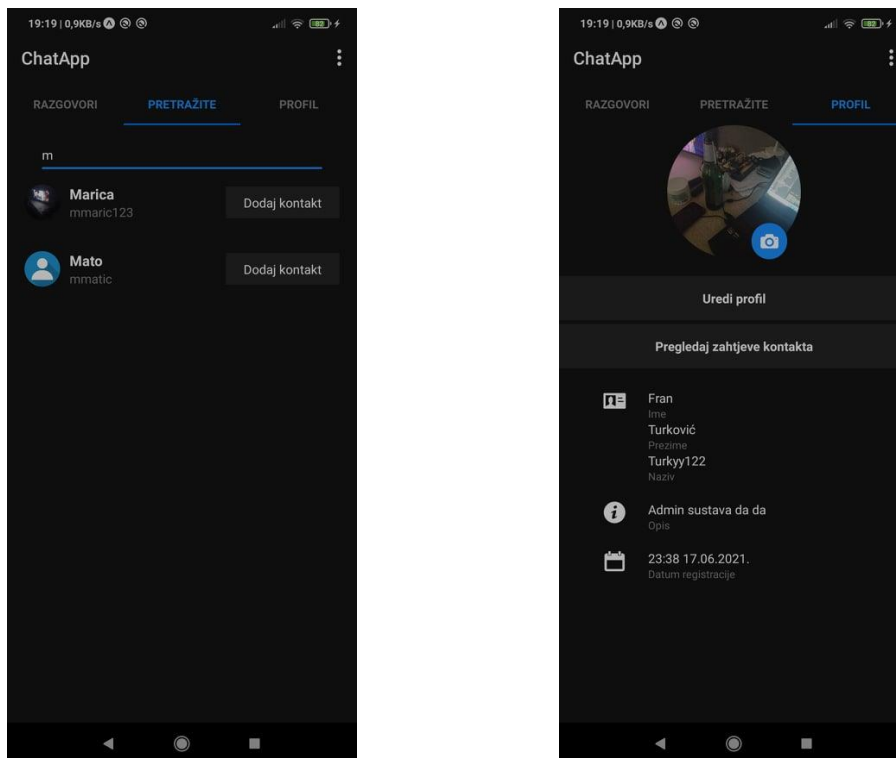 19:19 | 0,9KB/s
82
ChatApp
RAZGOVORI PRETRAŽITE PROFIL
m
Marica
mmaric123
Dodaj kontakt
Mato
mmatic
Dodaj kontakt
19:19 | 0,9KB/s
82
ChatApp
RAZGOVORI PRETRAŽITE PROFIL
Uredi profil
Pregledaj zahtjeve kontakta
Fran
Ime
Turković
Prezime
Turkyy122
Naziv
Admin sustava da da
Opis
23:38 17.06.2021.
Datum registracije